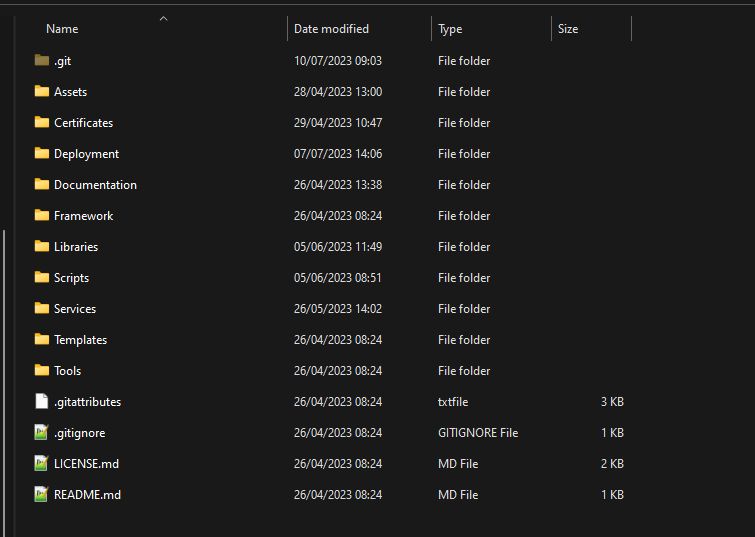 Name Date modified Type Size
.git 10/07/2023 09:03 File folder
Assets 28/04/2023 13:00 File folder
Certificates 29/04/2023 10:47 File folder
Deployment 07/07/2023 14:06 File folder
Documentation 26/04/2023 13:38 File folder
Framework 26/04/2023 08:24 File folder
Libraries 05/06/2023 11:49 File folder
Scripts 05/06/2023 08:51 File folder
Services 26/05/2023 14:02 File folder
Templates 26/04/2023 08:24 File folder
Tools 26/04/2023 08:24 File folder
.gitattributes 26/04/2023 08:24 txtfile 3 KB
.gitignore 26/04/2023 08:24 GITIGNORE File 1 KB
LICENSE.md 26/04/2023 08:24 MD File 2 KB
README.md 26/04/2023 08:24 MD File 1 KB